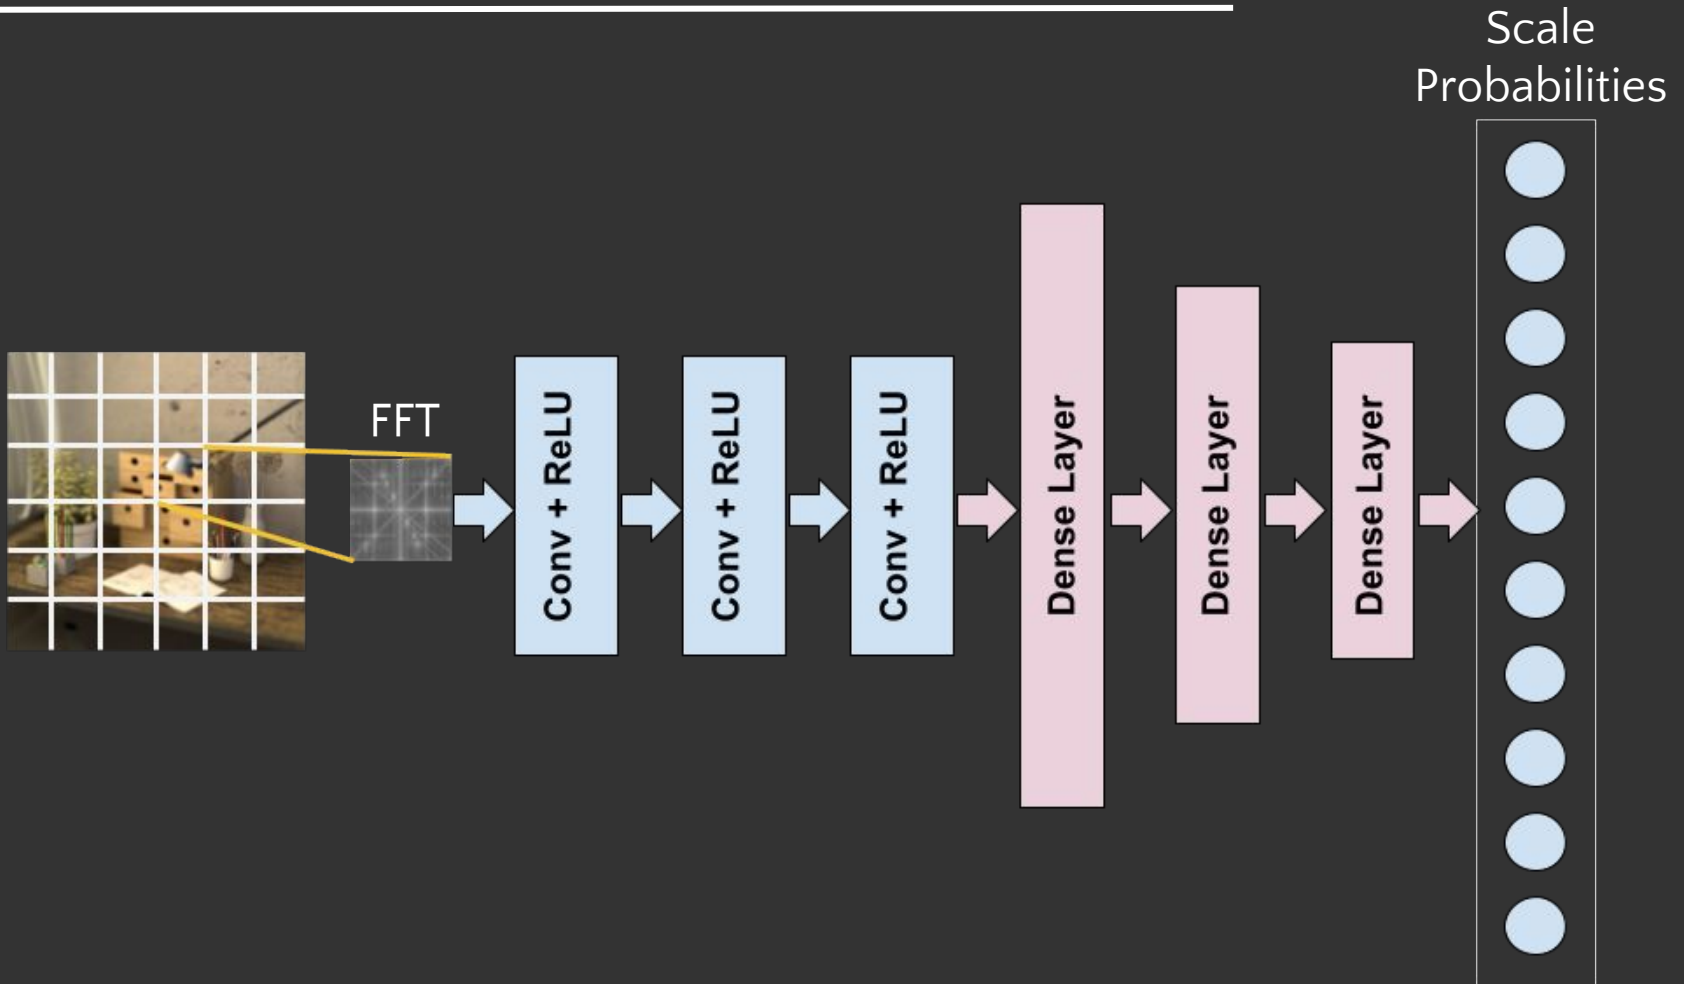 Scale
Probabilities
FFT
Conv + ReLU
Conv + ReLU
Conv + ReLU
Dense Layer
Dense Layer
Dense Layer